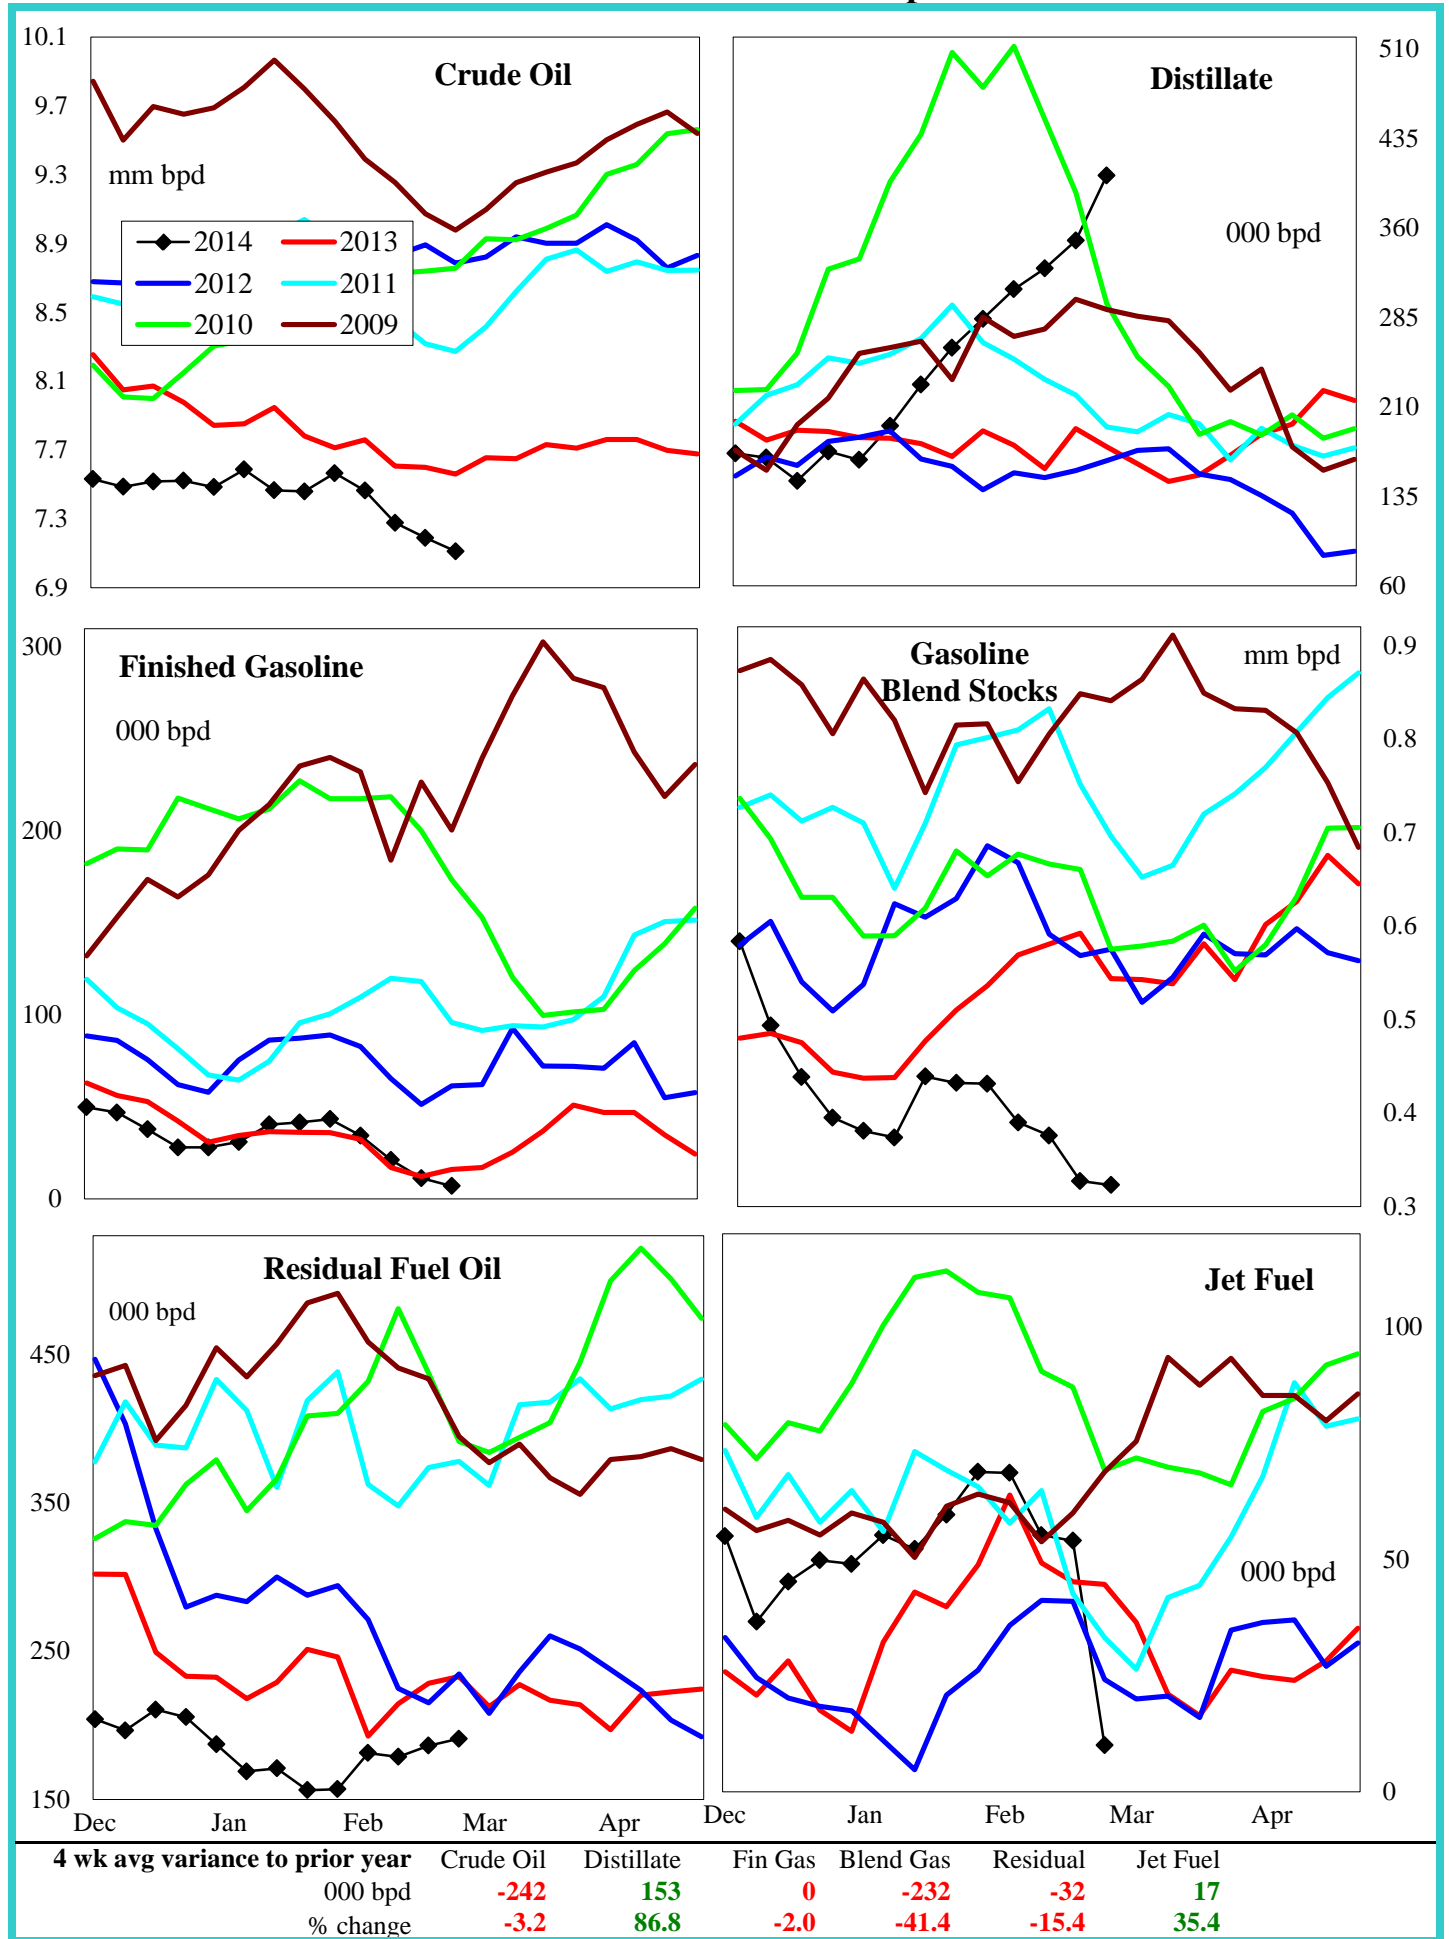 10.1
9.7
9.3
8.9
8.5
8.1
7.7
7.3
6.9
Crude Oil
mm bpd
2014 2013
2012 2011
2010 2009
Distillate
000 bpd
510
435
360
285
210
135
60
300
200
100
0
Finished Gasoline
000 bpd
Gasoline
Blend Stocks
mm bpd
0.9
0.8
0.7
0.6
0.5
0.4
0.3
Residual Fuel Oil
000 bpd
450
350
250
150
Dec Jan Feb Mar Apr
Jet Fuel
000 bpd
100
50
0
Dec Jan Feb Mar Apr
4 wk avg variance to prior year Crude Oil Distillate Fin Gas Blend Gas Residual Jet Fuel
000 bpd -242 153 0 -232 -32 17
% change -3.2 86.8 -2.0 -41.4 -15.4 35.4